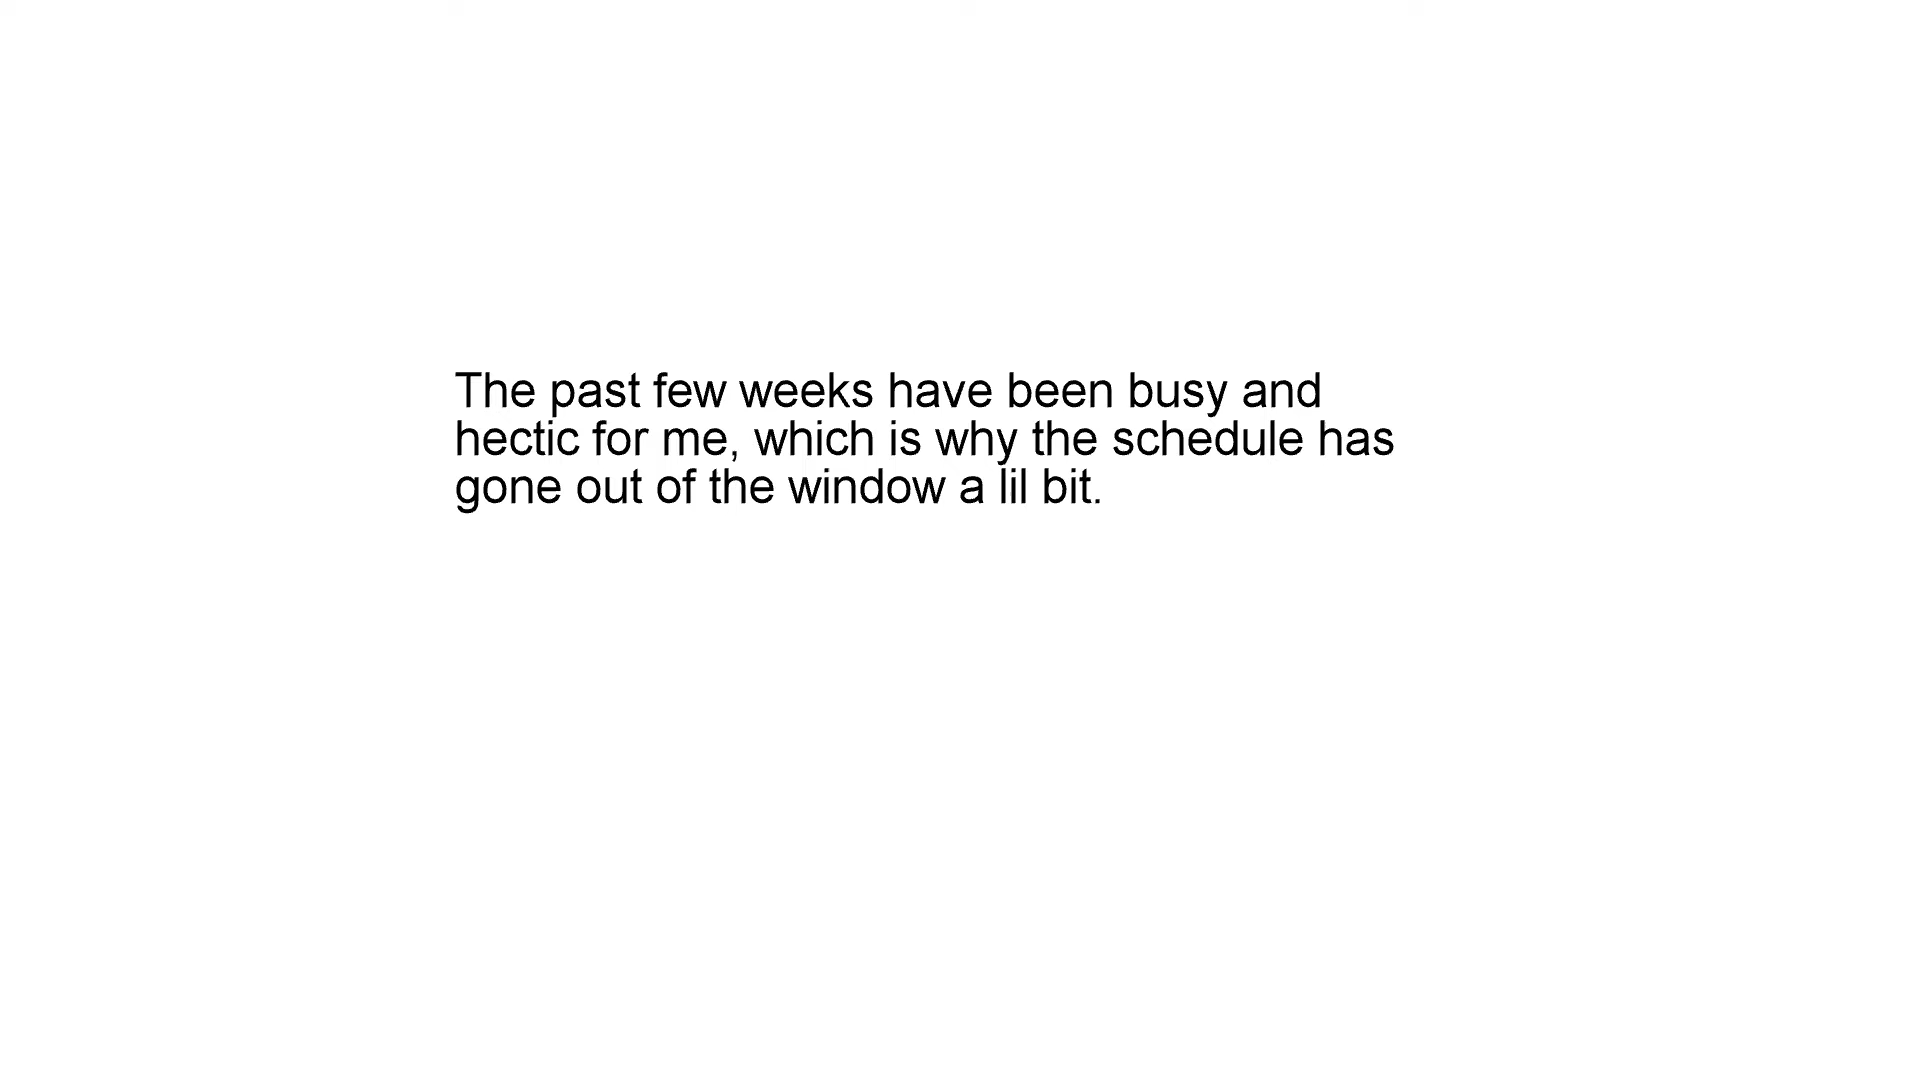 The past few weeks have been busy and
hectic for me, which is why the schedule has
gone out of the window a lil bit.